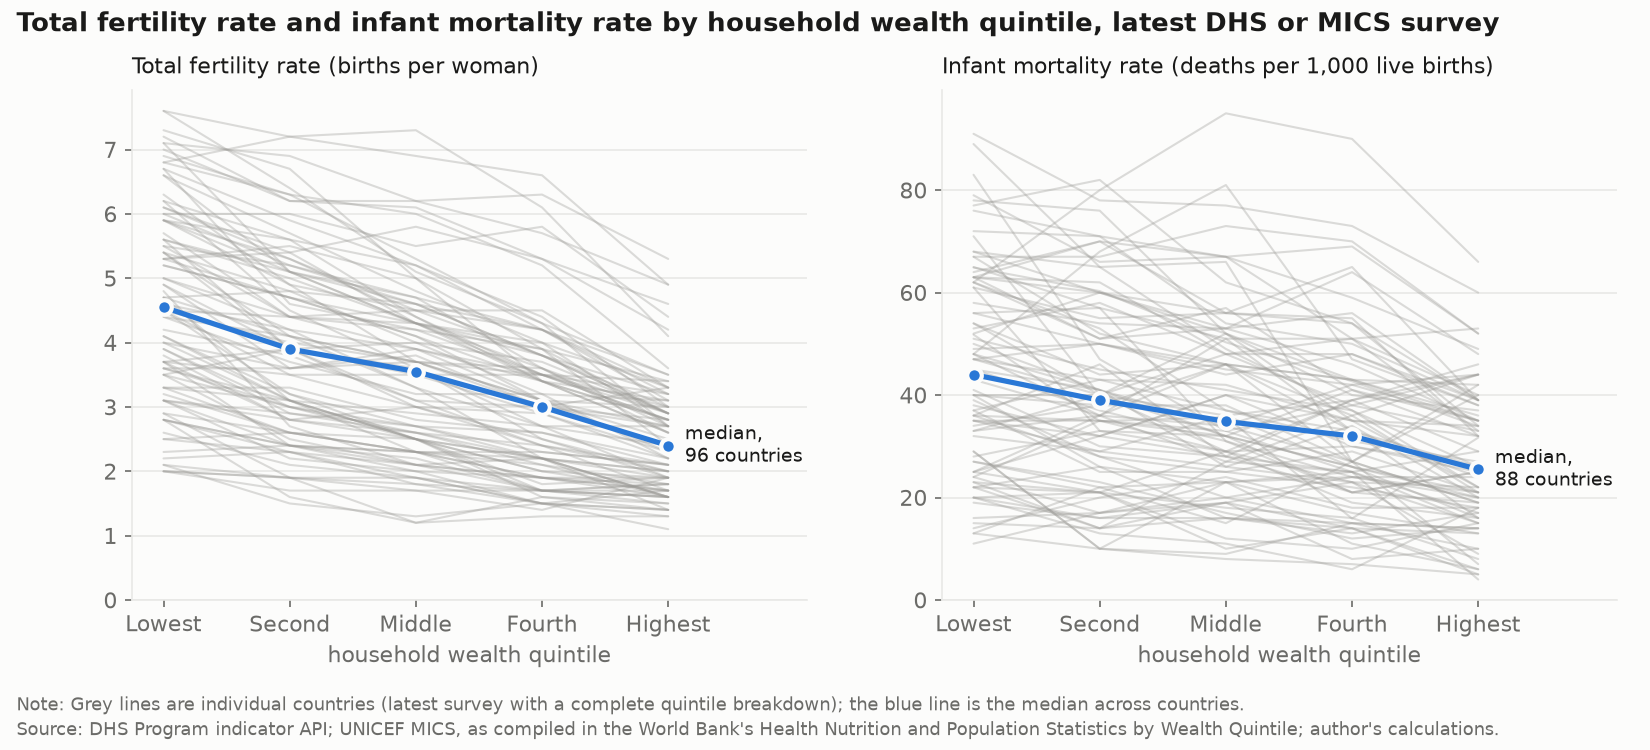 Total fertility rate and infant mortality rate by household wealth quintile, latest DHS or MICS survey
Total fertility rate (births per woman)
7
6
5
4
3
2
1
0
Lowest
Second
Middle
Fourth
Highest
household wealth quintile
median,
96 countries
Infant mortality rate (deaths per 1,000 live births)
80
60
40
20
0
Lowest
Second
Middle
Fourth
Highest
household wealth quintile
median,
88 countries
Note: Grey lines are individual countries (latest survey with a complete quintile breakdown); the blue line is the median across countries.
Source: DHS Program indicator API; UNICEF MICS, as compiled in the World Bank's Health Nutrition and Population Statistics by Wealth Quintile; author's calculations.